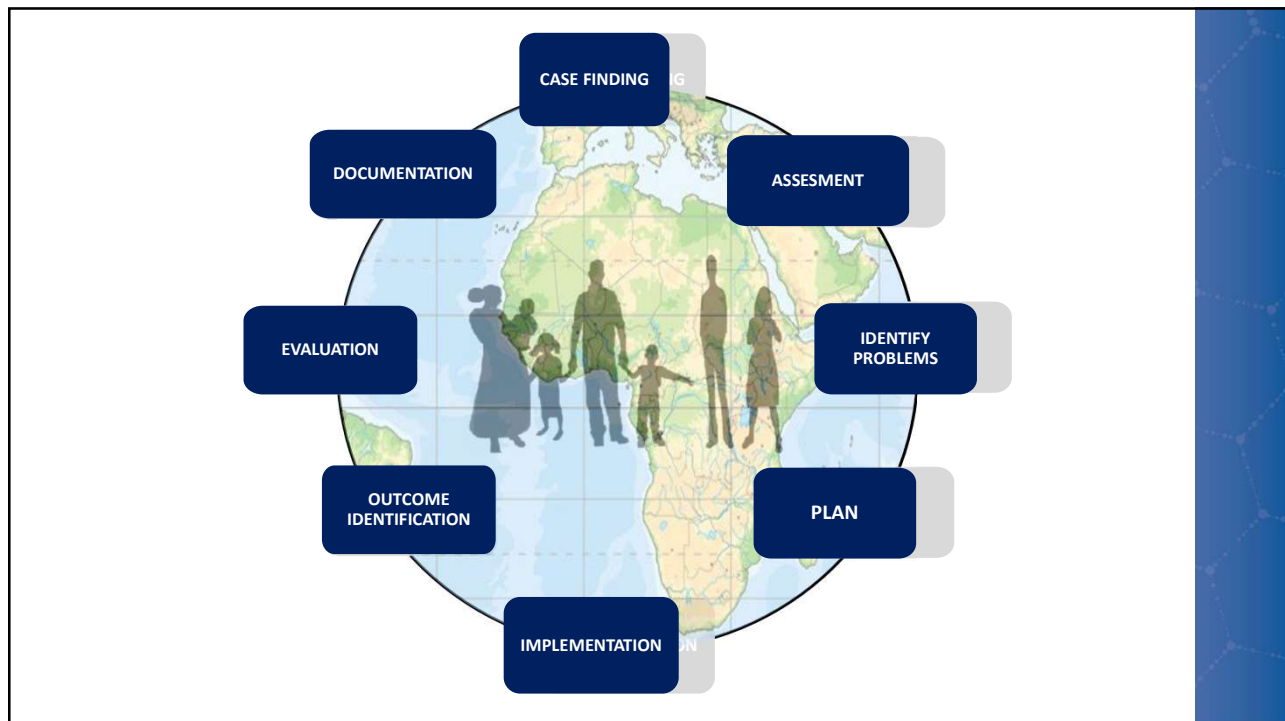 CASE FINDING
ASSESMENT
IDENTIFY
PROBLEMS
PLAN
IMPLEMENTATION
OUTCOME
IDENTIFICATION
EVALUATION
DOCUMENTATION